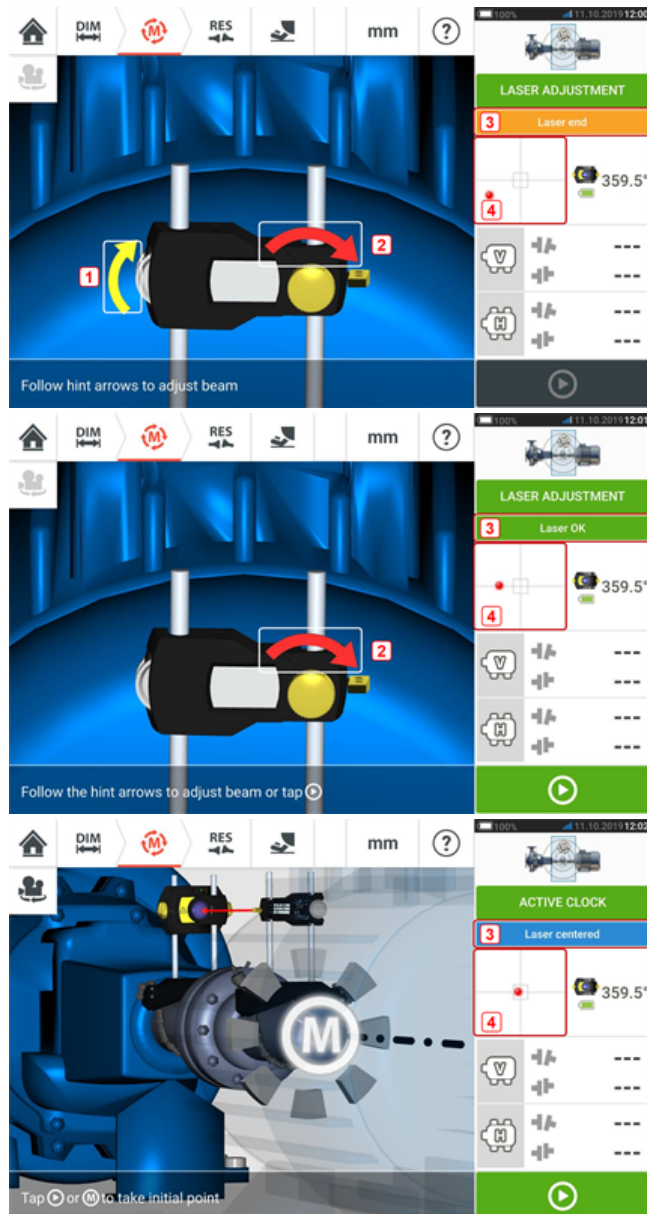 100%
11.10.2019 12:00
DIM
M
RES
mm
?
LASER ADJUSTMENT
3
Laser end
4
359.5°
1
2
V
---
---
H
---
---
Follow hint arrows to adjust beam
100%
11.10.2019 12:01
DIM
M
RES
mm
?
LASER ADJUSTMENT
3
Laser OK
4
359.5°
2
V
---
---
H
---
---
Follow the hint arrows to adjust beam or tap
100%
11.10.2019 12:02
DIM
M
RES
mm
?
ACTIVE CLOCK
3
Laser centered
4
359.5°
M
V
---
---
H
---
---
Tap or M to take initial point